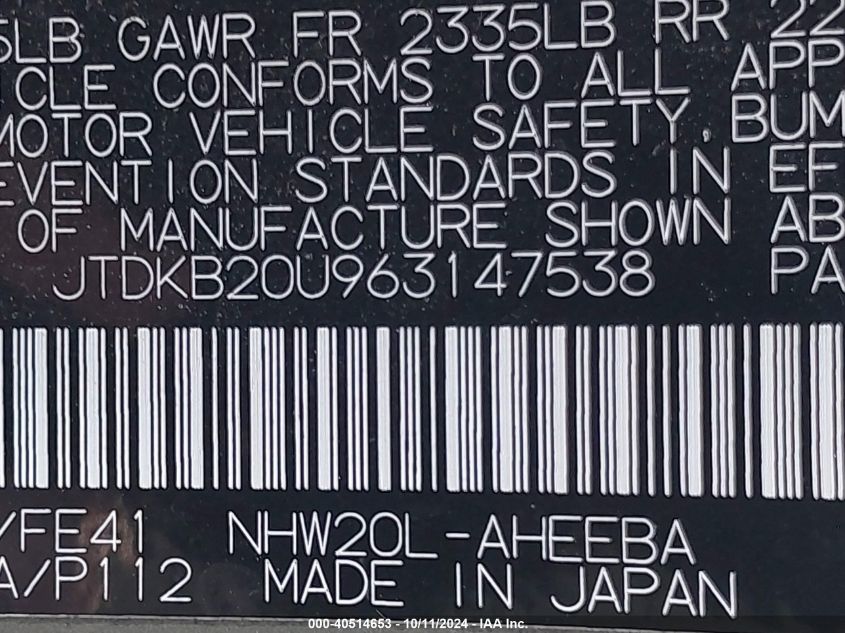 5LB GAWR FR 2335LB RR 22
CLE CONFORMS TO ALL APP
MOTOR VEHICLE SAFETY, BUM
EVENTION STANDARDS IN EF
OF MANUFACTURE SHOWN AB
JTDKB20U963147538 PA
/FE41 NHW20L-AHEEBA
A/P112 MADE IN JAPAN
000-40514653 - 10/11/2024 - IAA Inc.